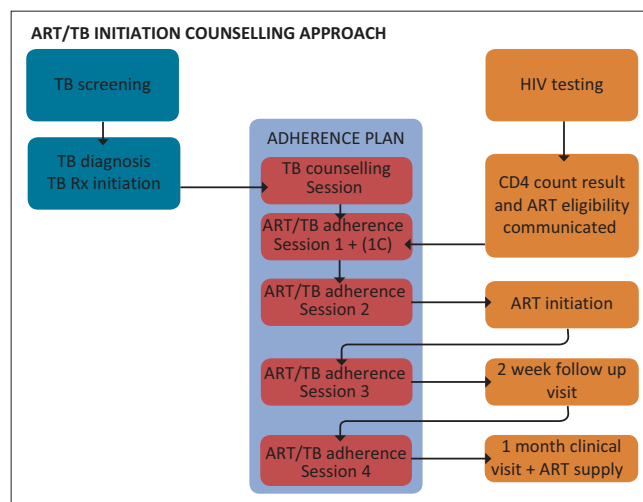 ART/TB INITIATION COUNSELLING APPROACH
TB screening
HIV testing
ADHERENCE PLAN
TB diagnosis
TB Rx initiation
TB counselling
Session
CD4 count result
and ART eligibility
communicated
ART/TB adherence
Session 1 + (1C)
ART/TB adherence
Session 2
ART initiation
ART/TB adherence
Session 3
2 week follow up
visit
ART/TB adherence
Session 4
1 month clinical
visit + ART supply